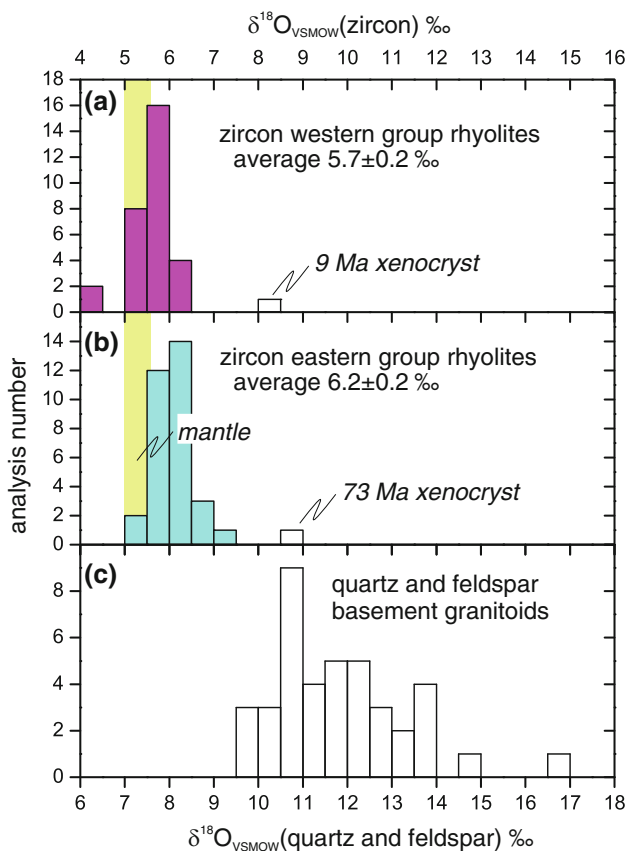 δ¹⁸O_VSMOW(zircon) ‰
4 5 6 7 8 9 10 11 12 13 14 15 16
18
16
14
12
10
8
6
4
2
0
(a)
zircon western group rhyolites
average 5.7±0.2 ‰
9 Ma xenocryst
14
12
10
8
6
4
2
0
(b)
zircon eastern group rhyolites
average 6.2±0.2 ‰
mantle
73 Ma xenocryst
analysis number
8
6
4
2
0
(c)
quartz and feldspar
basement granitoids
6 7 8 9 10 11 12 13 14 15 16 17 18
δ¹⁸O_VSMOW(quartz and feldspar) ‰